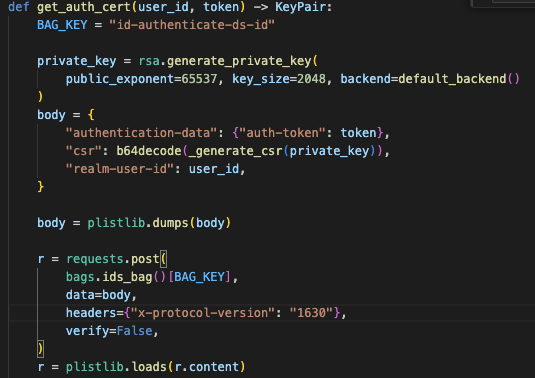 def get_auth_cert(user_id, token) -> KeyPair:
    BAG_KEY = "id-authenticate-ds-id"
    private_key = rsa.generate_private_key(
        public_exponent=65537, key_size=2048, backend=default_backend()
    )
    body = {
        "authentication-data": {"auth-token": token},
        "csr": b64decode(_generate_csr(private_key)),
        "realm-user-id": user_id,
    }
    body = plistlib.dumps(body)
    r = requests.post(
        bags.ids_bag()[BAG_KEY],
        data=body,
        headers={"x-protocol-version": "1630"},
        verify=False,
    )
    r = plistlib.loads(r.content)